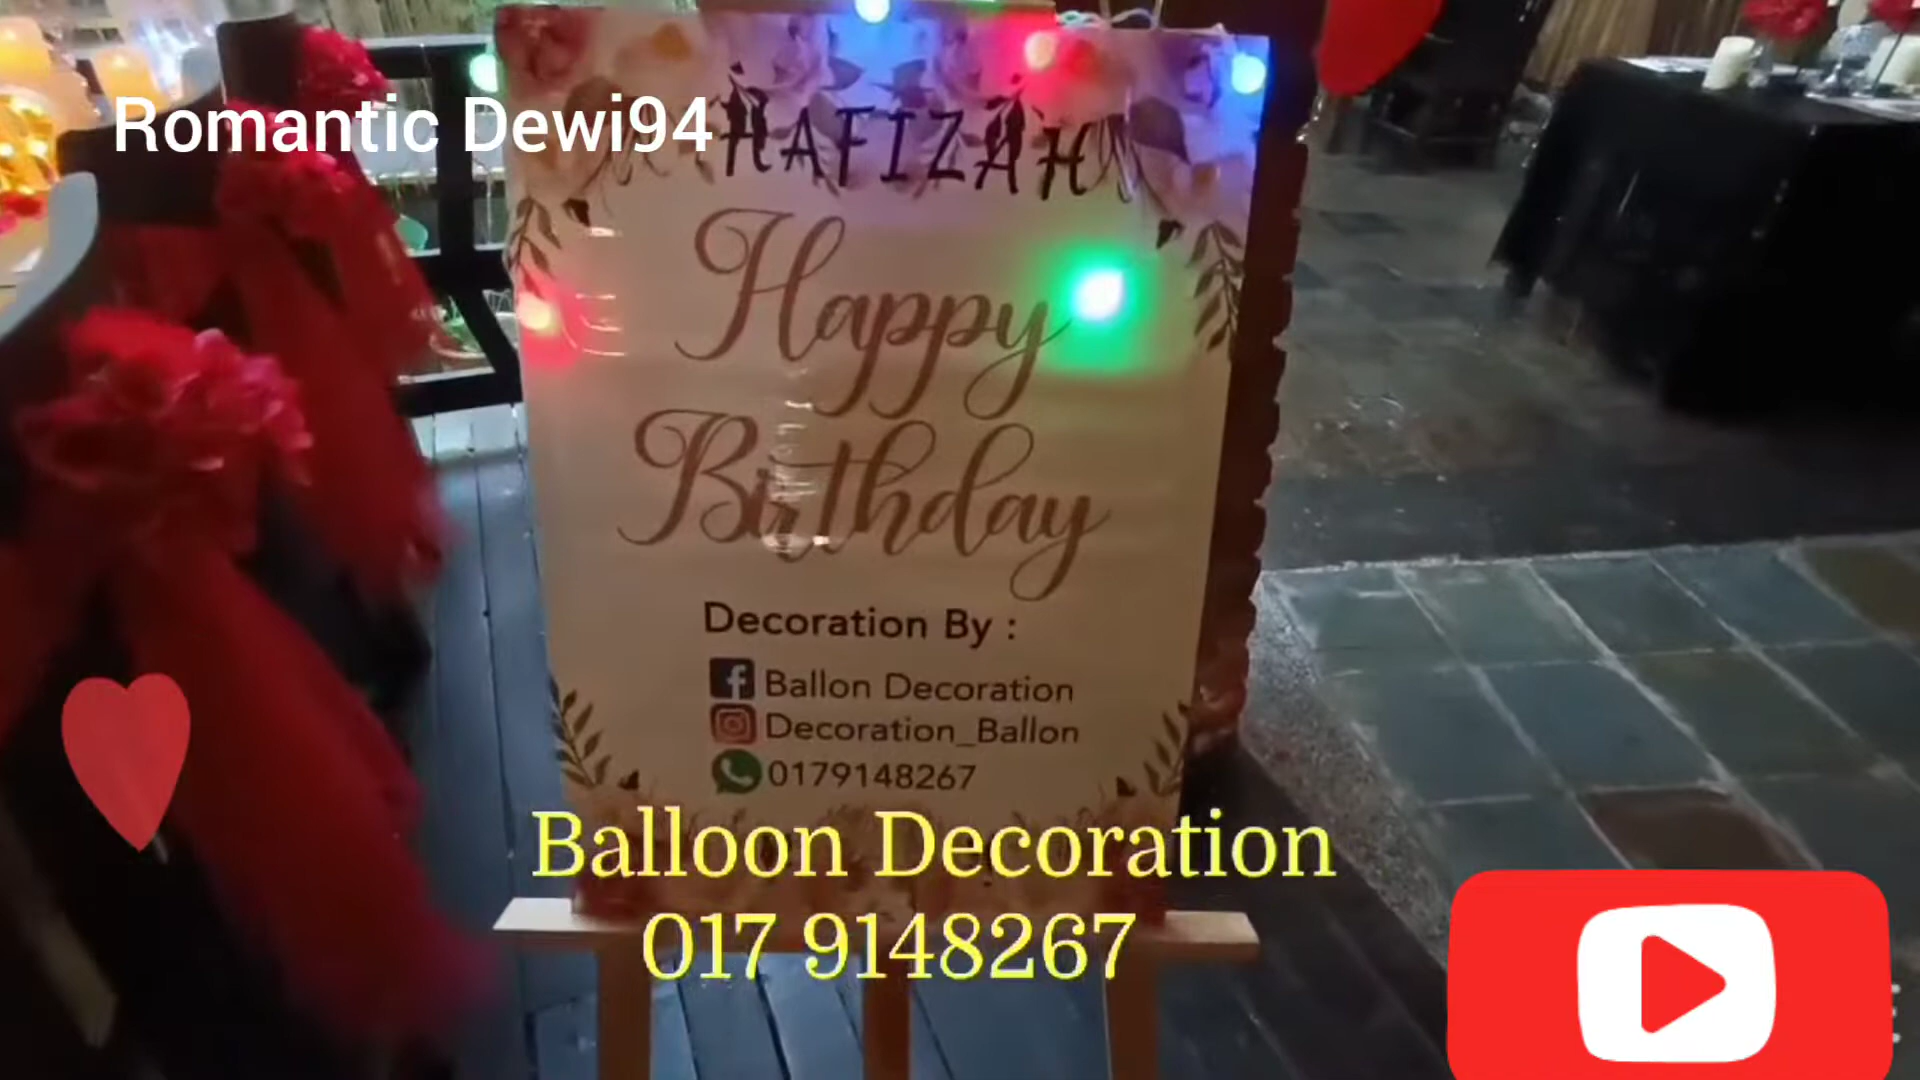 Romantic Dewi94
HAFIZAH
Happy
Birthday
Decoration By :
Ballon Decoration
Decoration_Ballon
0179148267
Balloon Decoration
017 9148267